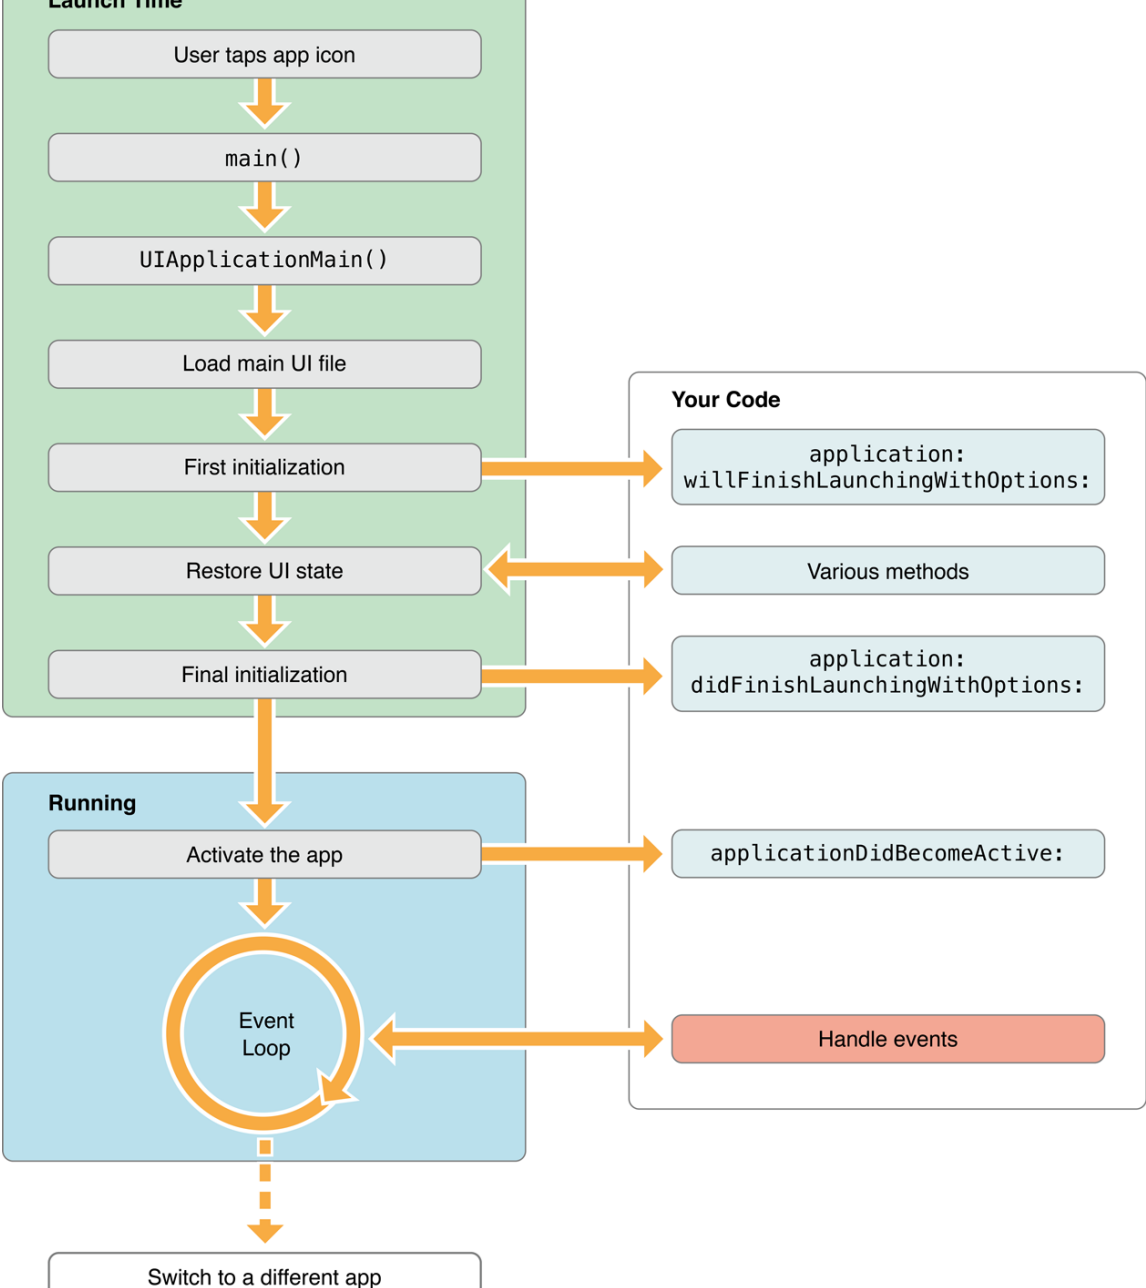 Launch Time
User taps app icon
main()
UIApplicationMain()
Load main UI file
First initialization
Restore UI state
Final initialization
Your Code
application:
willFinishLaunchingWithOptions:
Various methods
application:
didFinishLaunchingWithOptions:
Running
Activate the app
applicationDidBecomeActive:
Event
Loop
Handle events
Switch to a different app